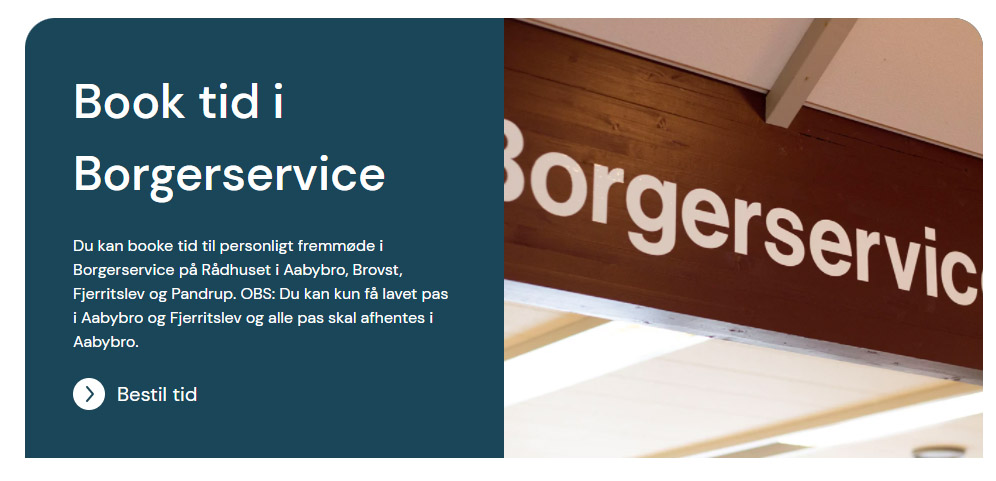 Book tid i
Borgerservice
Du kan booke tid til personligt fremmøde i
Borgerservice på Rådhuset i Aabybro, Brovst,
Fjerritslev og Pandrup. OBS: Du kan kun få lavet pas
i Aabybro og Fjerritslev og alle pas skal afhentes i
Aabybro.
Bestil tid
Borgerservice